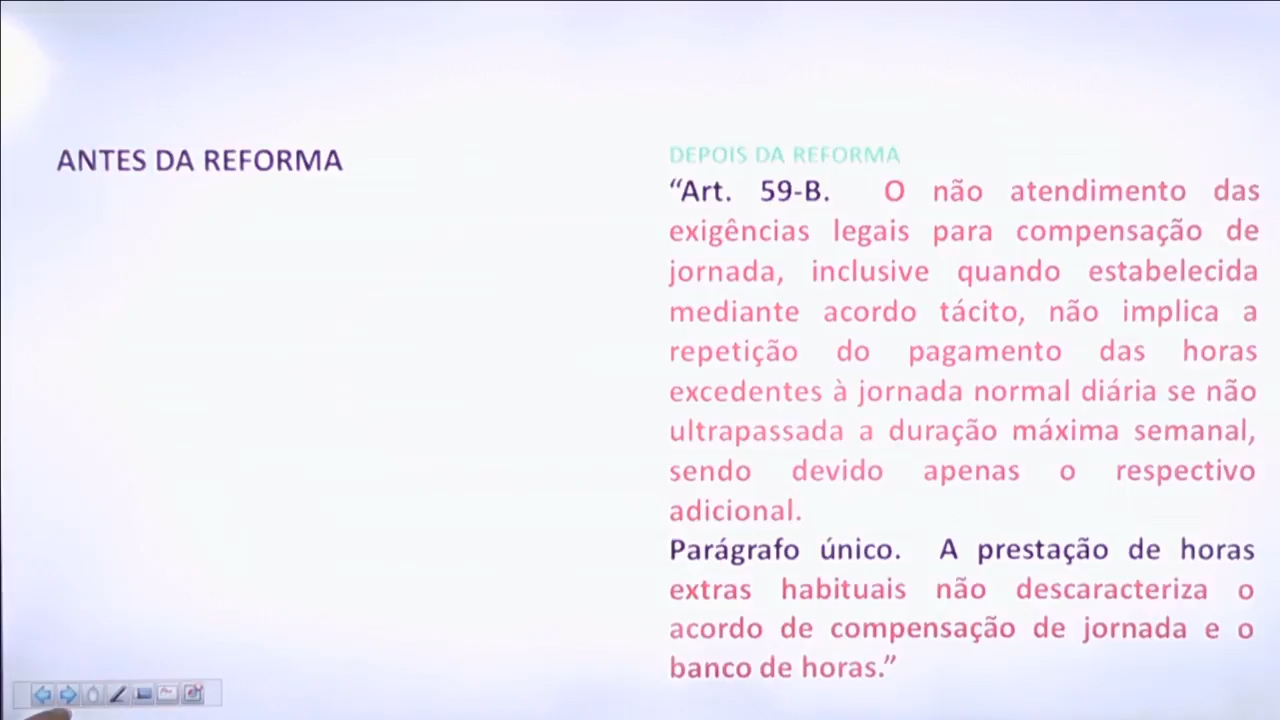 ANTES DA REFORMA
DEPOIS DA REFORMA
“Art. 59-B. O não atendimento das
exigências legais para compensação de
jornada, inclusive quando estabelecida
mediante acordo tácito, não implica a
repetição do pagamento das horas
excedentes à jornada normal diária se não
ultrapassada a duração máxima semanal,
sendo devido apenas o respectivo
adicional.
Parágrafo único. A prestação de horas
extras habituais não descaracteriza o
acordo de compensação de jornada e o
banco de horas.”